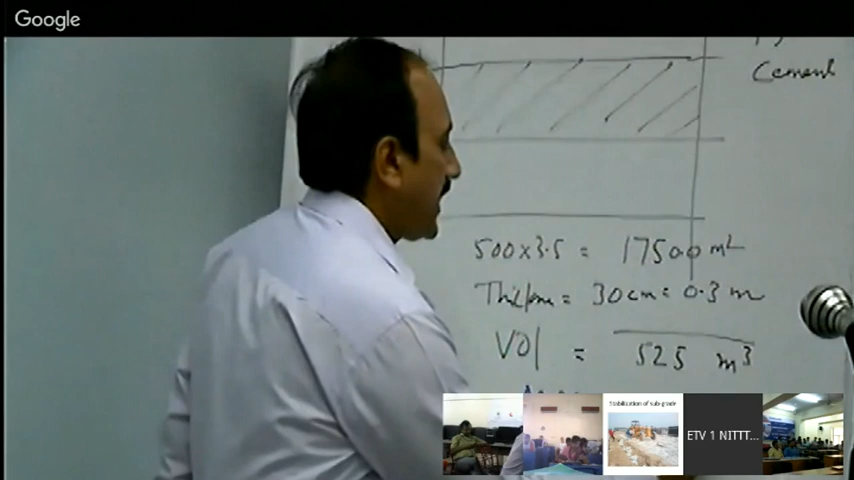 Google
Cement
500x3.5 = 1750.0 m²
Thickness = 30cm = 0.3 m
Vol = 525 m³
Stabilization of sub-grade
ETV 1 NITTT...